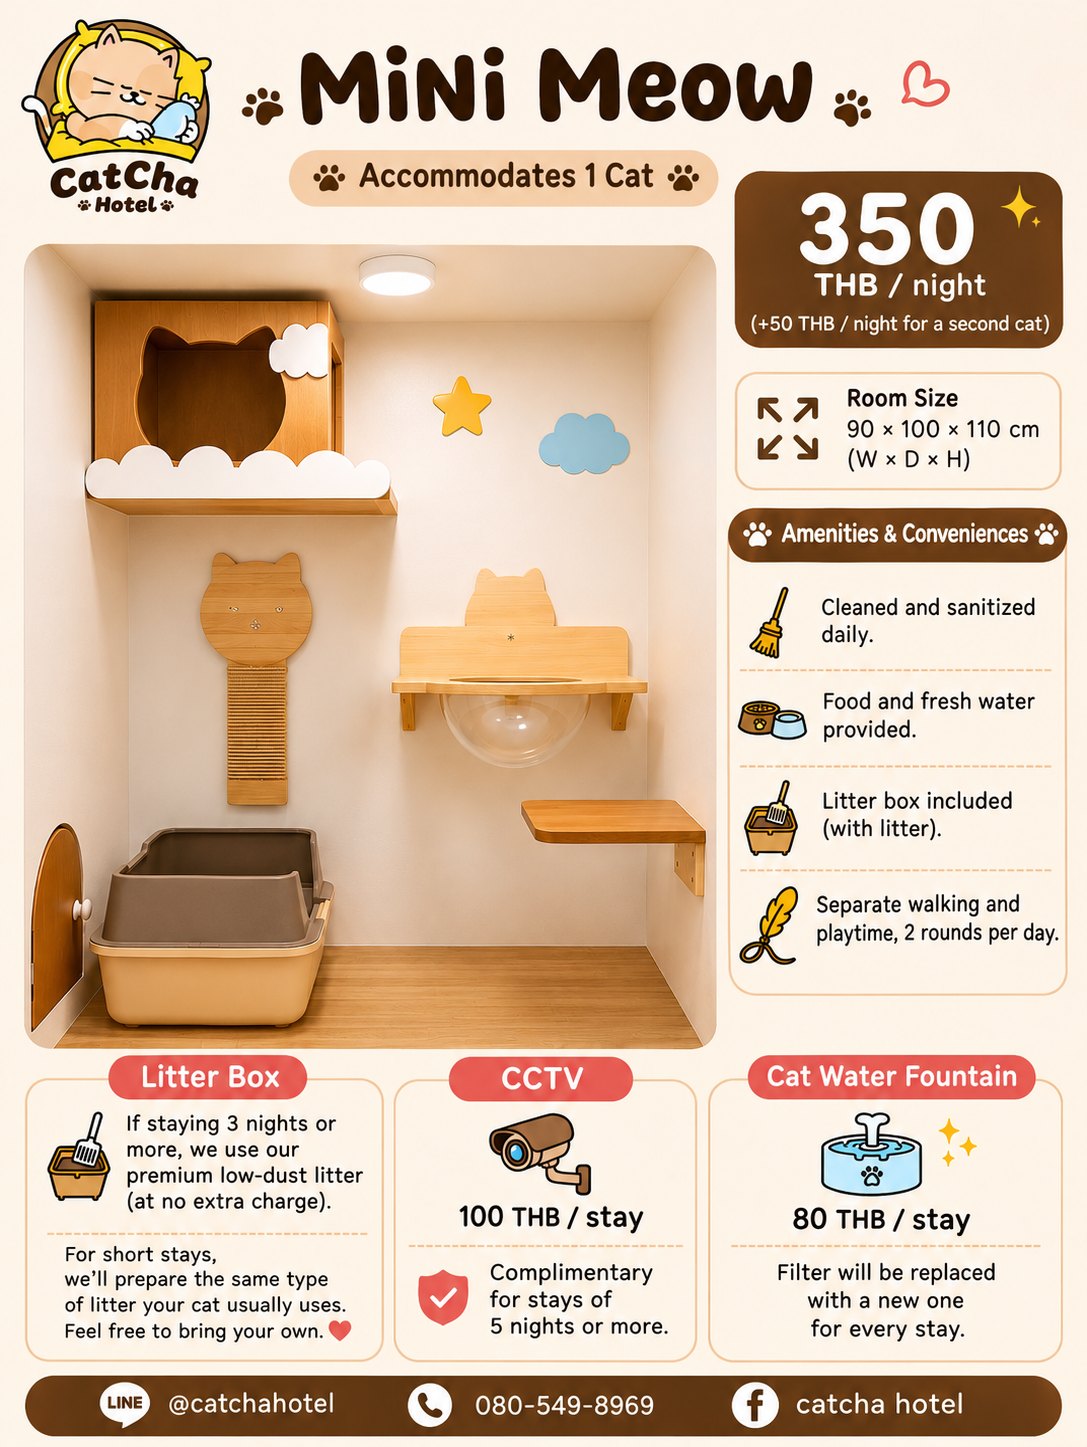 CatCha
Hotel
MiNi Meow
Accommodates 1 Cat
350
THB / night
(+50 THB / night for a second cat)
Room Size
90 × 100 × 110 cm
(W × D × H)
Amenities & Conveniences
Cleaned and sanitized
daily.
Food and fresh water
provided.
Litter box included
(with litter).
Separate walking and
playtime, 2 rounds per day.
Litter Box
If staying 3 nights or
more, we use our
premium low-dust litter
(at no extra charge).
For short stays,
we'll prepare the same type
of litter your cat usually uses.
Feel free to bring your own.
CCTV
100 THB / stay
Complimentary
for stays of
5 nights or more.
Cat Water Fountain
80 THB / stay
Filter will be replaced
with a new one
for every stay.
LINE
@catchahotel
080-549-8969
catcha hotel